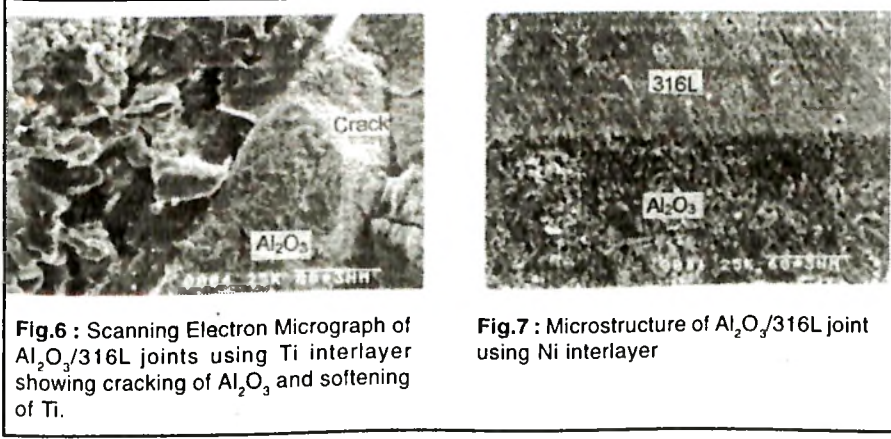 Crack
Al₂O₃
316L
Al₂O₃
Fig.6 : Scanning Electron Micrograph of
Al₂O₃/316L joints using Ti interlayer
showing cracking of Al₂O₃ and softening
of Ti.
Fig.7 : Microstructure of Al₂O₃/316L joint
using Ni interlayer